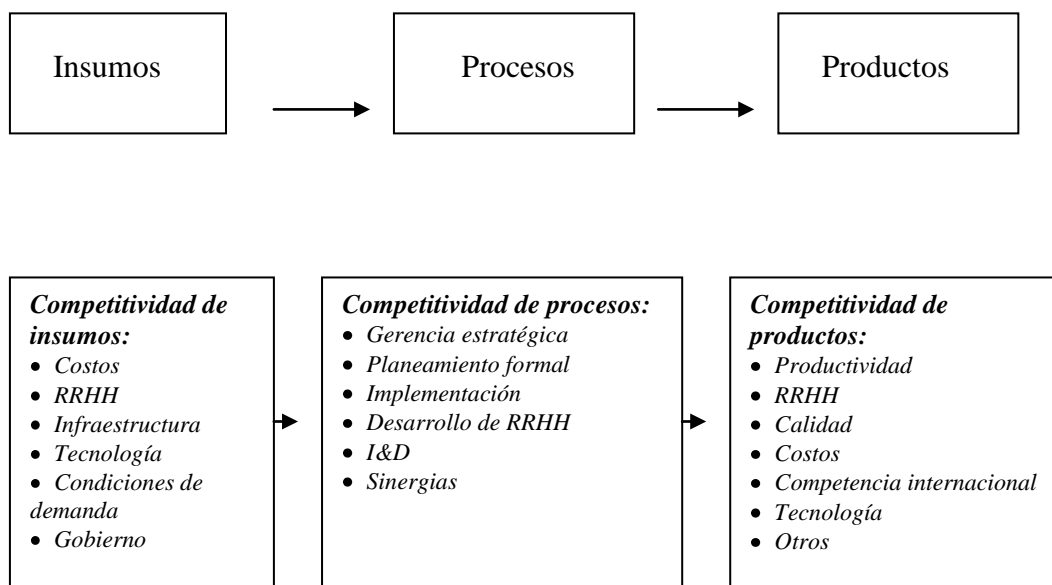 Insumos
Procesos
Productos
Competitividad de
insumos:
● Costos
● RRHH
● Infraestructura
● Tecnología
● Condiciones de
demanda
● Gobierno
Competitividad de procesos:
● Gerencia estratégica
● Planeamiento formal
● Implementación
● Desarrollo de RRHH
● I&D
● Sinergias
Competitividad de
productos:
● Productividad
● RRHH
● Calidad
● Costos
● Competencia internacional
● Tecnología
● Otros